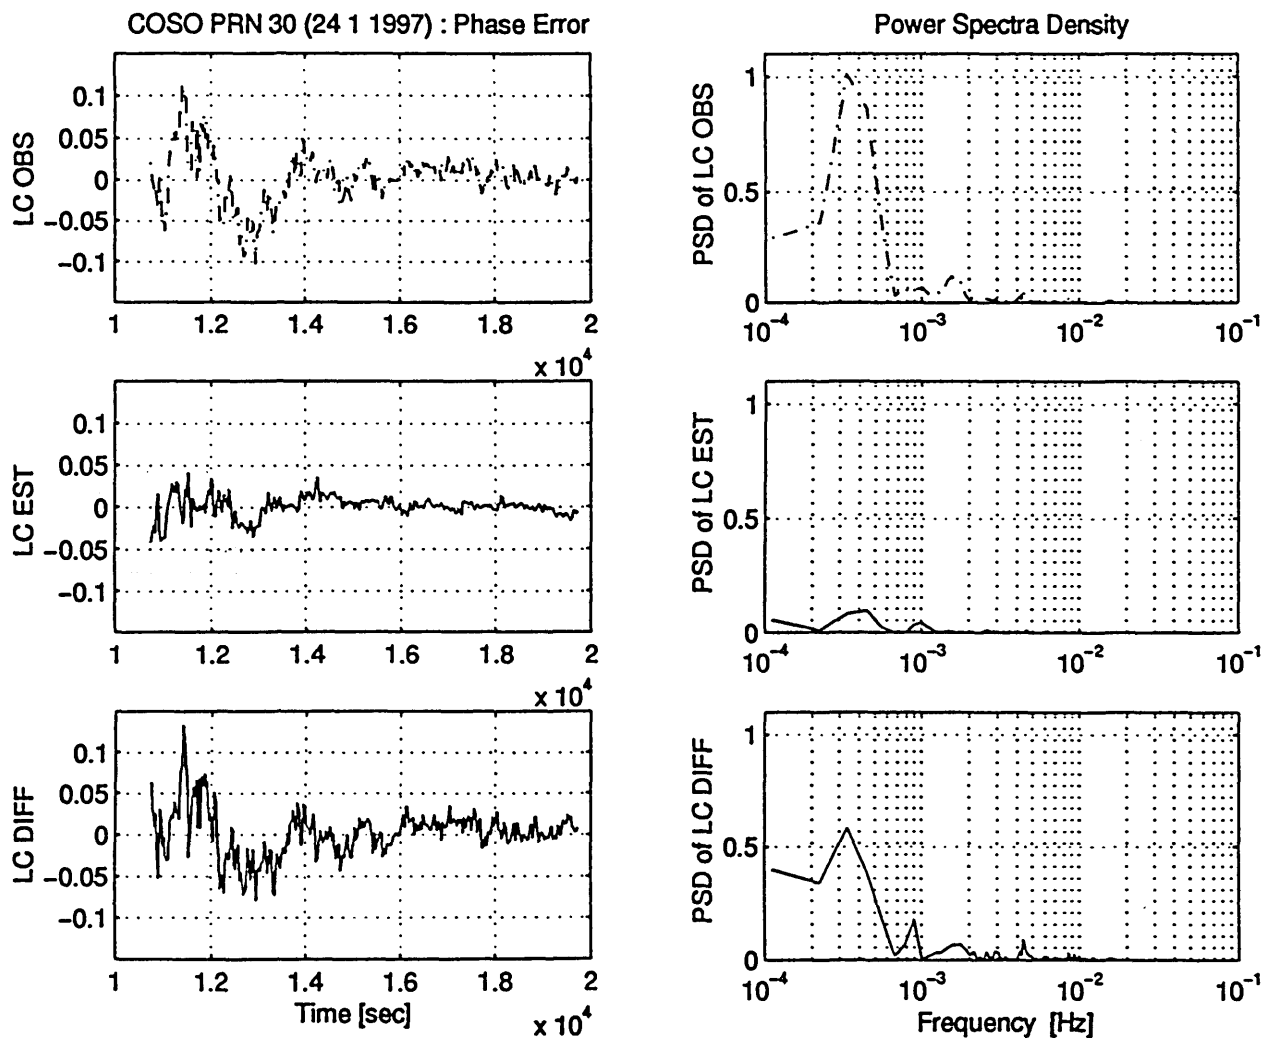 COSO PRN 30 (24 1 1997) : Phase Error
LC OBS
0.1
0.05
0
−0.05
−0.1
1 1.2 1.4 1.6 1.8 2
x 10^4
Power Spectra Density
PSD of LC OBS
1
0.5
0
10^−4 10^−3 10^−2 10^−1
LC EST
0.1
0.05
0
−0.05
−0.1
1 1.2 1.4 1.6 1.8 2
x 10^4
PSD of LC EST
1
0.5
0
10^−4 10^−3 10^−2 10^−1
LC DIFF
0.1
0.05
0
−0.05
−0.1
1 1.2 1.4 1.6 1.8 2
Time [sec]
x 10^4
PSD of LC DIFF
1
0.5
0
10^−4 10^−3 10^−2 10^−1
Frequency [Hz]